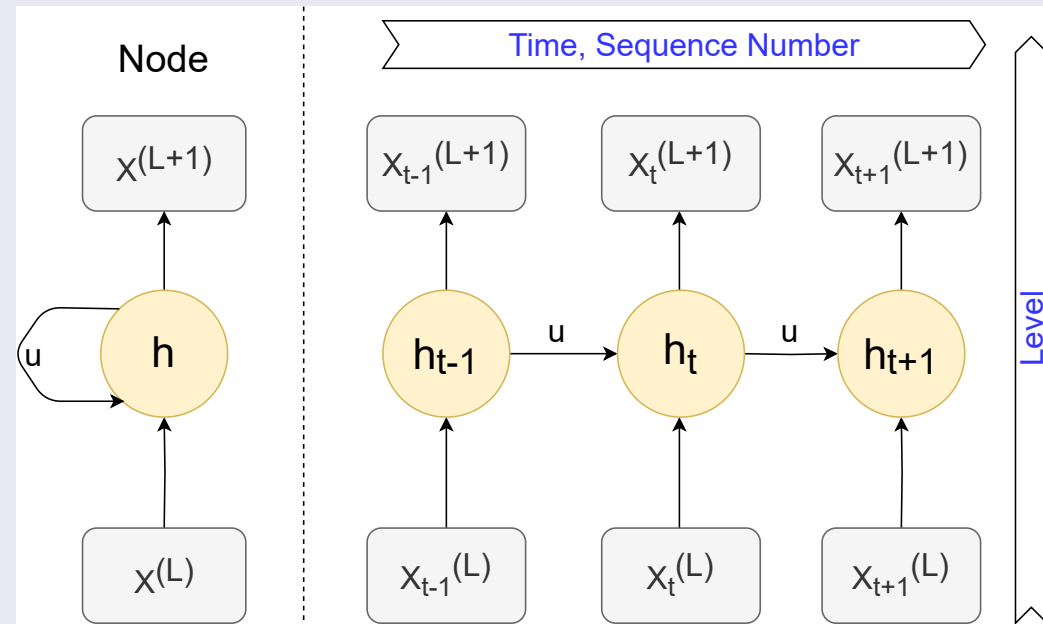 Time, Sequence Number
Node
X(L+1)
Xt-1(L+1)
Xt(L+1)
Xt+1(L+1)
u
h
ht-1
u
ht
u
ht+1
Level
X(L)
Xt-1(L)
Xt(L)
Xt+1(L)